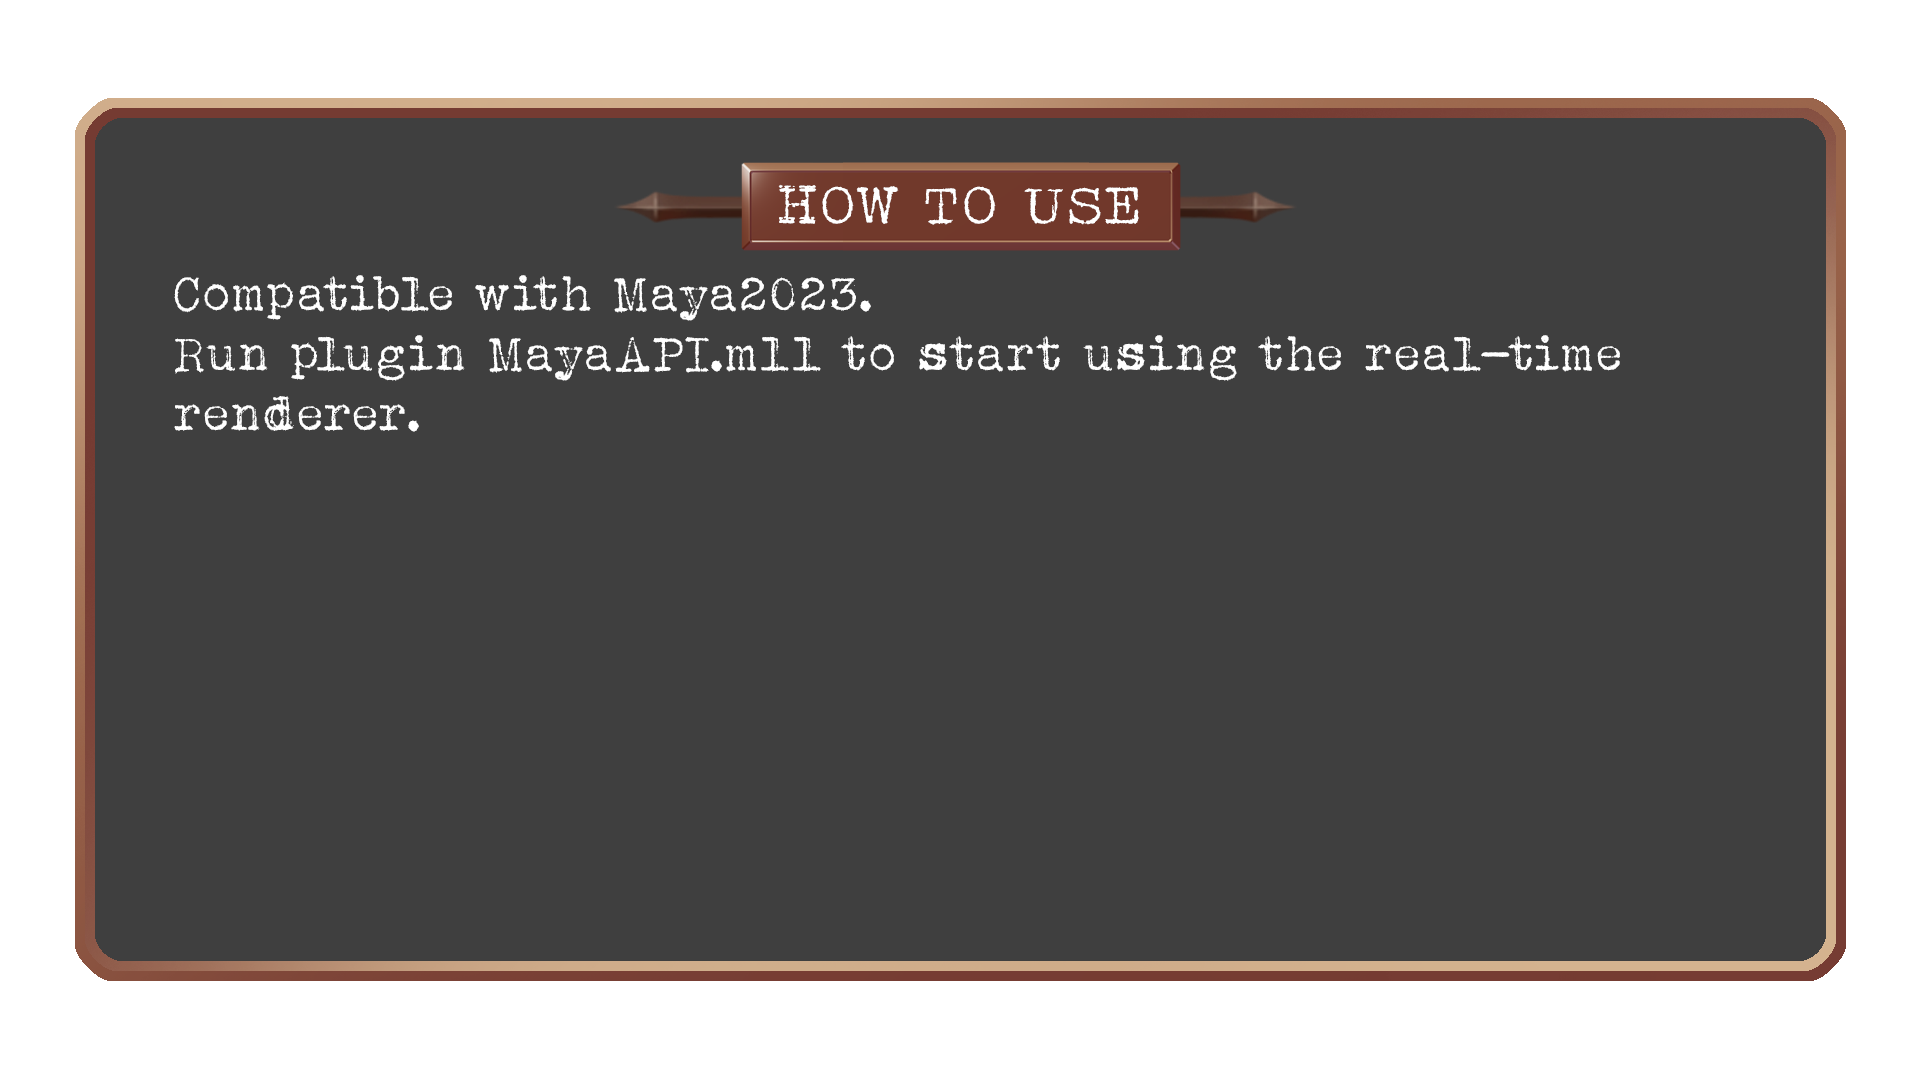 HOW TO USE
Compatible with Maya2023.
Run plugin MayaAPI.mll to start using the real-time
renderer.